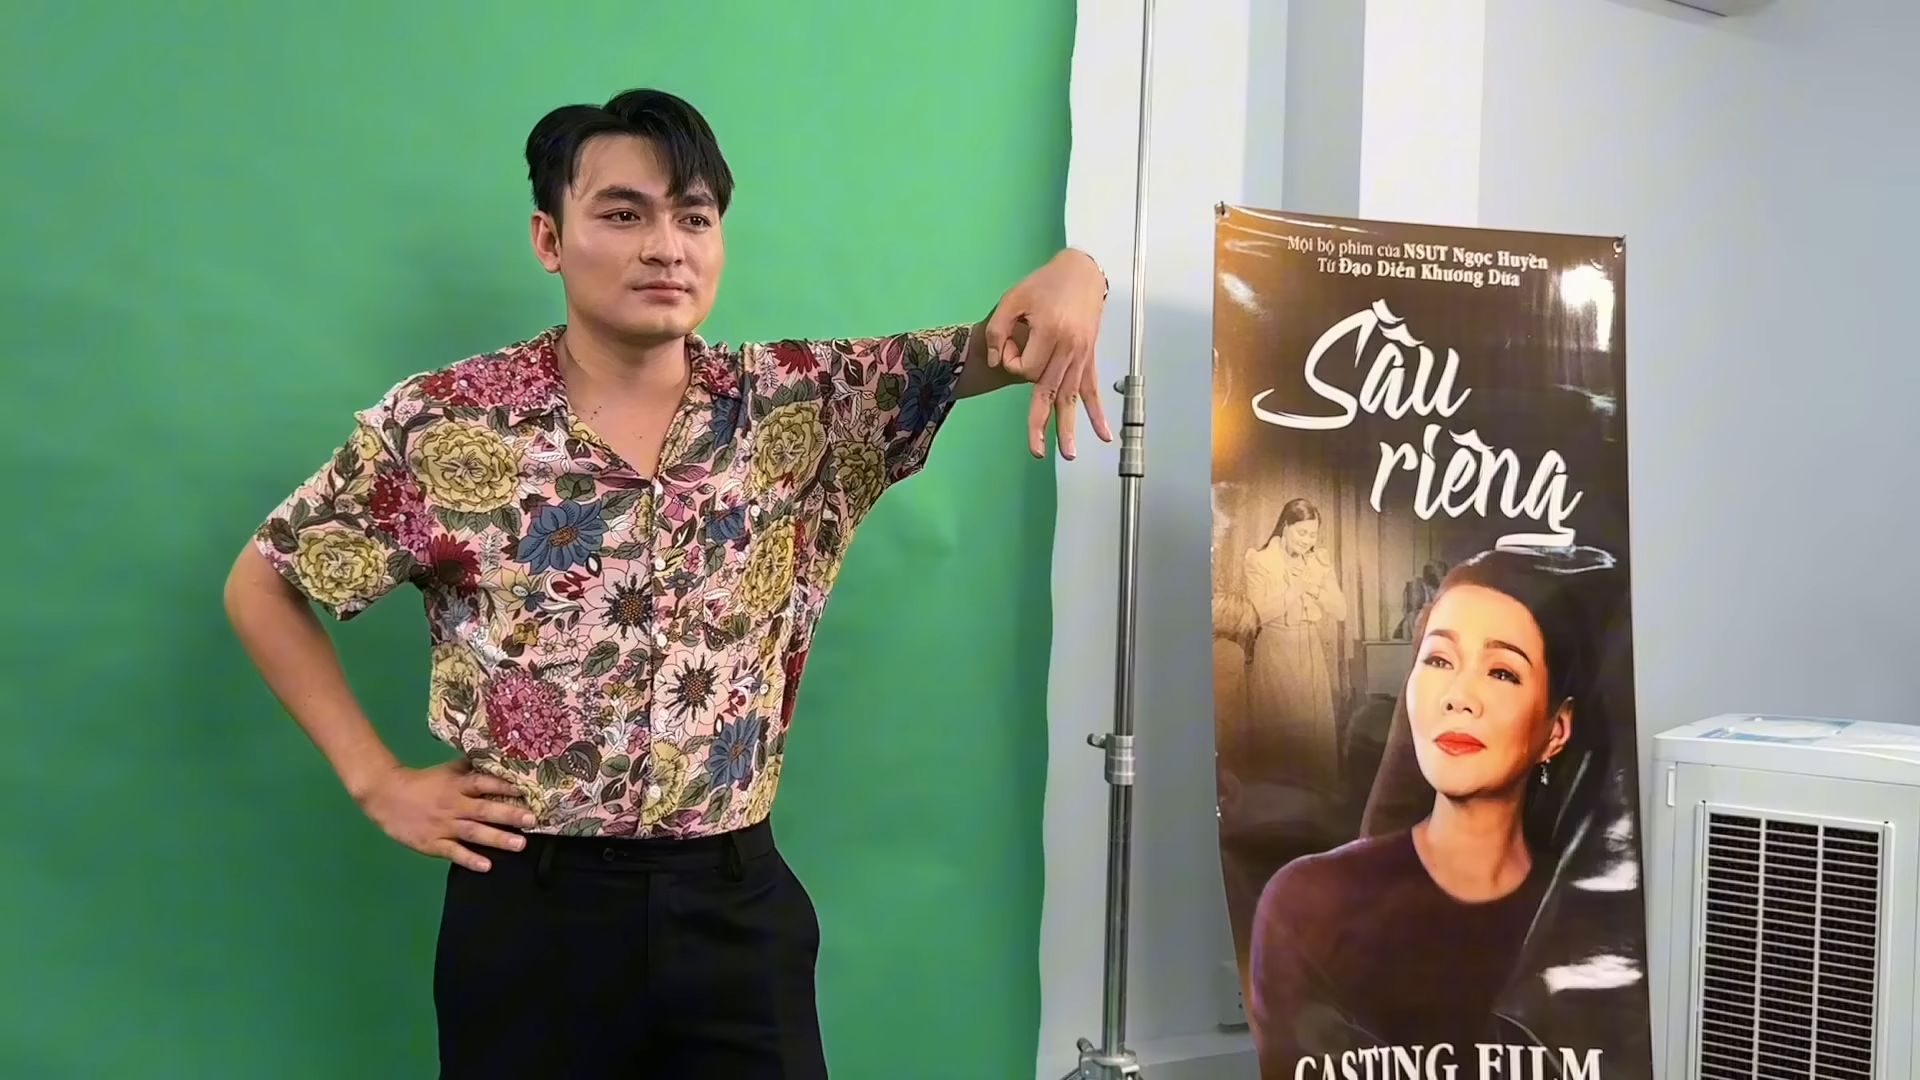 Một bộ phim của NSUT Ngọc Huyền
Từ Đạo Diễn Khương Dừa
Sầu
riêng
CASTING FILM